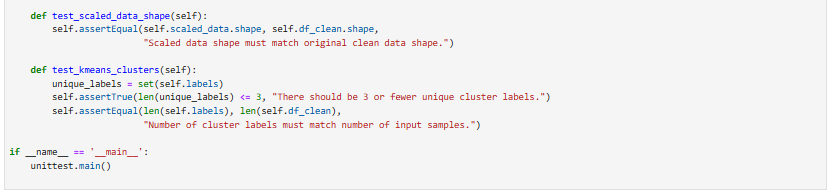 def test_scaled_data_shape(self):
self.assertEqual(self.scaled_data.shape, self.df_clean.shape,
"Scaled data shape must match original clean data shape.")
def test_kmeans_clusters(self):
unique_labels = set(self.labels)
self.assertTrue(len(unique_labels) <= 3, "There should be 3 or fewer unique cluster labels.")
self.assertEqual(len(self.labels), len(self.df_clean),
"Number of cluster labels must match number of input samples.")
if __name__ == '__main__':
unittest.main()